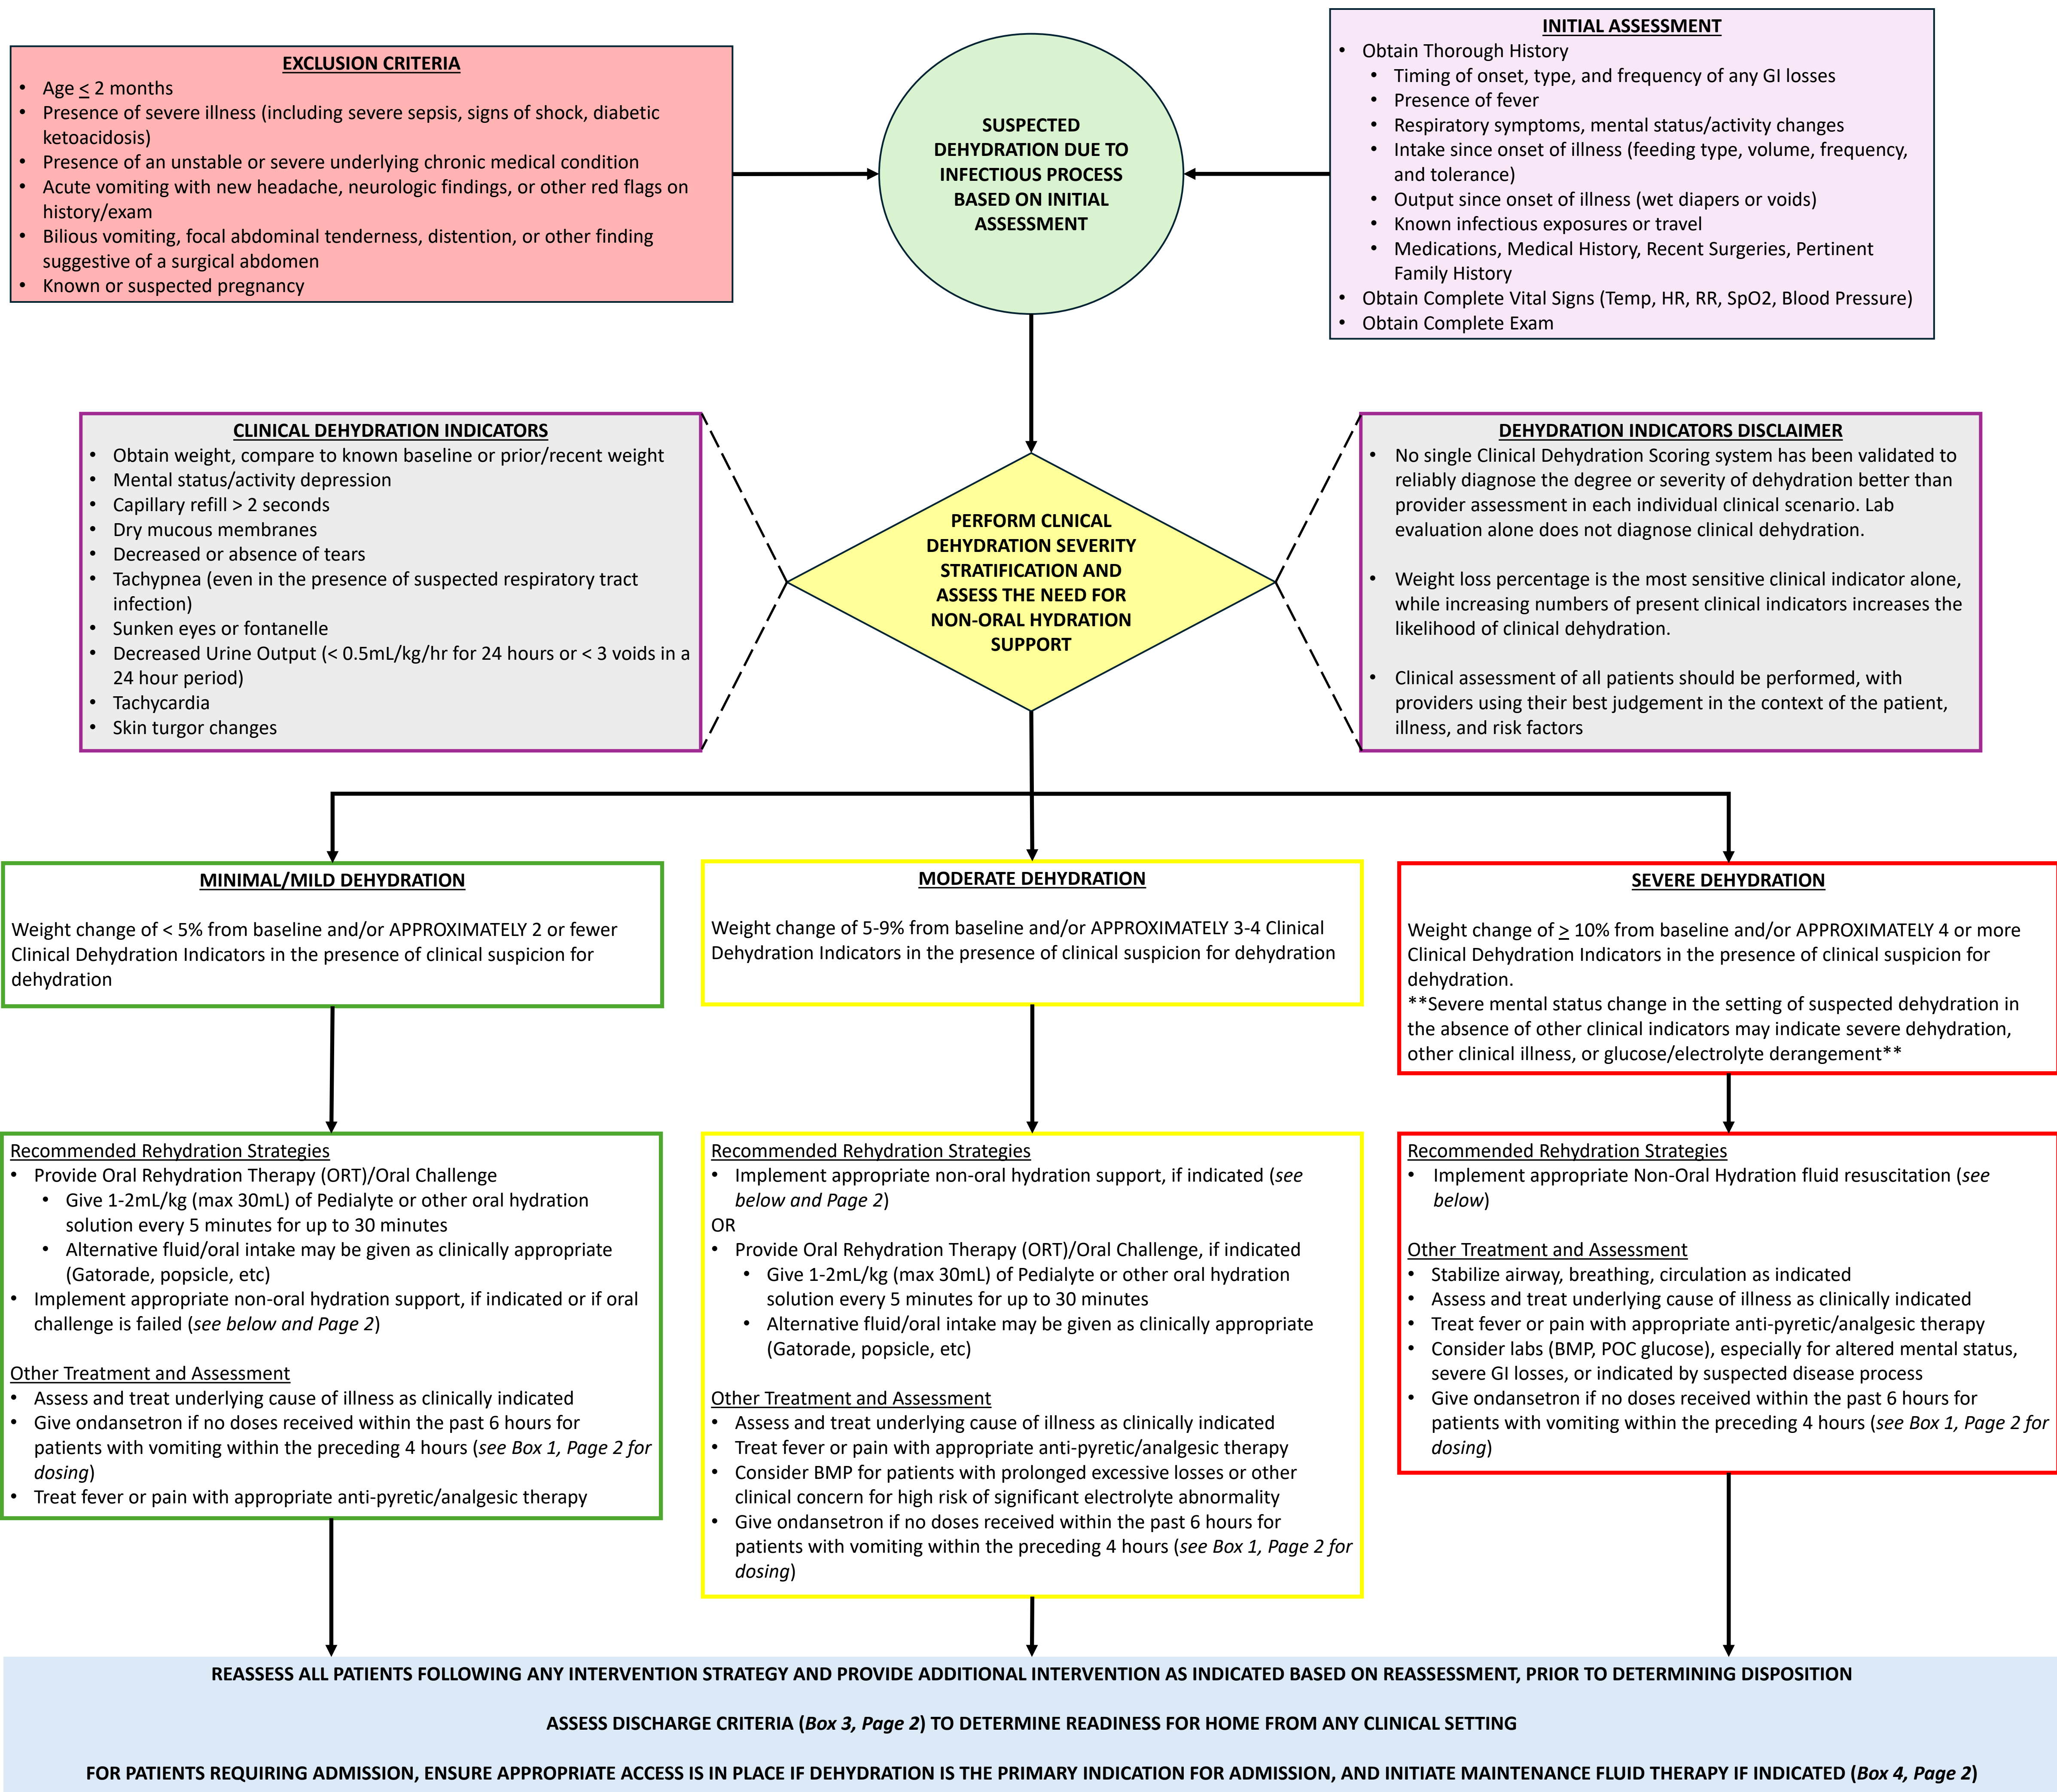 EXCLUSION CRITERIA
• Age ≤ 2 months
• Presence of severe illness (including severe sepsis, signs of shock, diabetic
ketoacidosis)
• Presence of an unstable or severe underlying chronic medical condition
• Acute vomiting with new headache, neurologic findings, or other red flags on
history/exam
• Bilious vomiting, focal abdominal tenderness, distention, or other finding
suggestive of a surgical abdomen
• Known or suspected pregnancy
SUSPECTED
DEHYDRATION DUE TO
INFECTIOUS PROCESS
BASED ON INITIAL
ASSESSMENT
INITIAL ASSESSMENT
• Obtain Thorough History
• Timing of onset, type, and frequency of any GI losses
• Presence of fever
• Respiratory symptoms, mental status/activity changes
• Intake since onset of illness (feeding type, volume, frequency,
and tolerance)
• Output since onset of illness (wet diapers or voids)
• Known infectious exposures or travel
• Medications, Medical History, Recent Surgeries, Pertinent
Family History
• Obtain Complete Vital Signs (Temp, HR, RR, SpO2, Blood Pressure)
• Obtain Complete Exam
CLINICAL DEHYDRATION INDICATORS
• Obtain weight, compare to known baseline or prior/recent weight
• Mental status/activity depression
• Capillary refill > 2 seconds
• Dry mucous membranes
• Decreased or absence of tears
• Tachypnea (even in the presence of suspected respiratory tract
infection)
• Sunken eyes or fontanelle
• Decreased Urine Output (< 0.5mL/kg/hr for 24 hours or < 3 voids in a
24 hour period)
• Tachycardia
• Skin turgor changes
PERFORM CLNICAL
DEHYDRATION SEVERITY
STRATIFICATION AND
ASSESS THE NEED FOR
NON-ORAL HYDRATION
SUPPORT
DEHYDRATION INDICATORS DISCLAIMER
• No single Clinical Dehydration Scoring system has been validated to
reliably diagnose the degree or severity of dehydration better than
provider assessment in each individual clinical scenario. Lab
evaluation alone does not diagnose clinical dehydration.
• Weight loss percentage is the most sensitive clinical indicator alone,
while increasing numbers of present clinical indicators increases the
likelihood of clinical dehydration.
• Clinical assessment of all patients should be performed, with
providers using their best judgement in the context of the patient,
illness, and risk factors
MINIMAL/MILD DEHYDRATION
Weight change of < 5% from baseline and/or APPROXIMATELY 2 or fewer
Clinical Dehydration Indicators in the presence of clinical suspicion for
dehydration
MODERATE DEHYDRATION
Weight change of 5-9% from baseline and/or APPROXIMATELY 3-4 Clinical
Dehydration Indicators in the presence of clinical suspicion for dehydration
SEVERE DEHYDRATION
Weight change of ≥ 10% from baseline and/or APPROXIMATELY 4 or more
Clinical Dehydration Indicators in the presence of clinical suspicion for
dehydration.
**Severe mental status change in the setting of suspected dehydration in
the absence of other clinical indicators may indicate severe dehydration,
other clinical illness, or glucose/electrolyte derangement**
Recommended Rehydration Strategies
• Provide Oral Rehydration Therapy (ORT)/Oral Challenge
• Give 1-2mL/kg (max 30mL) of Pedialyte or other oral hydration
solution every 5 minutes for up to 30 minutes
• Alternative fluid/oral intake may be given as clinically appropriate
(Gatorade, popsicle, etc)
• Implement appropriate non-oral hydration support, if indicated or if oral
challenge is failed (see below and Page 2)
Other Treatment and Assessment
• Assess and treat underlying cause of illness as clinically indicated
• Give ondansetron if no doses received within the past 6 hours for
patients with vomiting within the preceding 4 hours (see Box 1, Page 2 for
dosing)
• Treat fever or pain with appropriate anti-pyretic/analgesic therapy
Recommended Rehydration Strategies
• Implement appropriate non-oral hydration support, if indicated (see
below and Page 2)
OR
• Provide Oral Rehydration Therapy (ORT)/Oral Challenge, if indicated
• Give 1-2mL/kg (max 30mL) of Pedialyte or other oral hydration
solution every 5 minutes for up to 30 minutes
• Alternative fluid/oral intake may be given as clinically appropriate
(Gatorade, popsicle, etc)
Other Treatment and Assessment
• Assess and treat underlying cause of illness as clinically indicated
• Treat fever or pain with appropriate anti-pyretic/analgesic therapy
• Consider BMP for patients with prolonged excessive losses or other
clinical concern for high risk of significant electrolyte abnormality
• Give ondansetron if no doses received within the past 6 hours for
patients with vomiting within the preceding 4 hours (see Box 1, Page 2 for
dosing)
Recommended Rehydration Strategies
• Implement appropriate Non-Oral Hydration fluid resuscitation (see
below)
Other Treatment and Assessment
• Stabilize airway, breathing, circulation as indicated
• Assess and treat underlying cause of illness as clinically indicated
• Treat fever or pain with appropriate anti-pyretic/analgesic therapy
• Consider labs (BMP, POC glucose), especially for altered mental status,
severe GI losses, or indicated by suspected disease process
• Give ondansetron if no doses received within the past 6 hours for
patients with vomiting within the preceding 4 hours (see Box 1, Page 2 for
dosing)
REASSESS ALL PATIENTS FOLLOWING ANY INTERVENTION STRATEGY AND PROVIDE ADDITIONAL INTERVENTION AS INDICATED BASED ON REASSESSMENT, PRIOR TO DETERMINING DISPOSITION
ASSESS DISCHARGE CRITERIA (Box 3, Page 2) TO DETERMINE READINESS FOR HOME FROM ANY CLINICAL SETTING
FOR PATIENTS REQUIRING ADMISSION, ENSURE APPROPRIATE ACCESS IS IN PLACE IF DEHYDRATION IS THE PRIMARY INDICATION FOR ADMISSION, AND INITIATE MAINTENANCE FLUID THERAPY IF INDICATED (Box 4, Page 2)